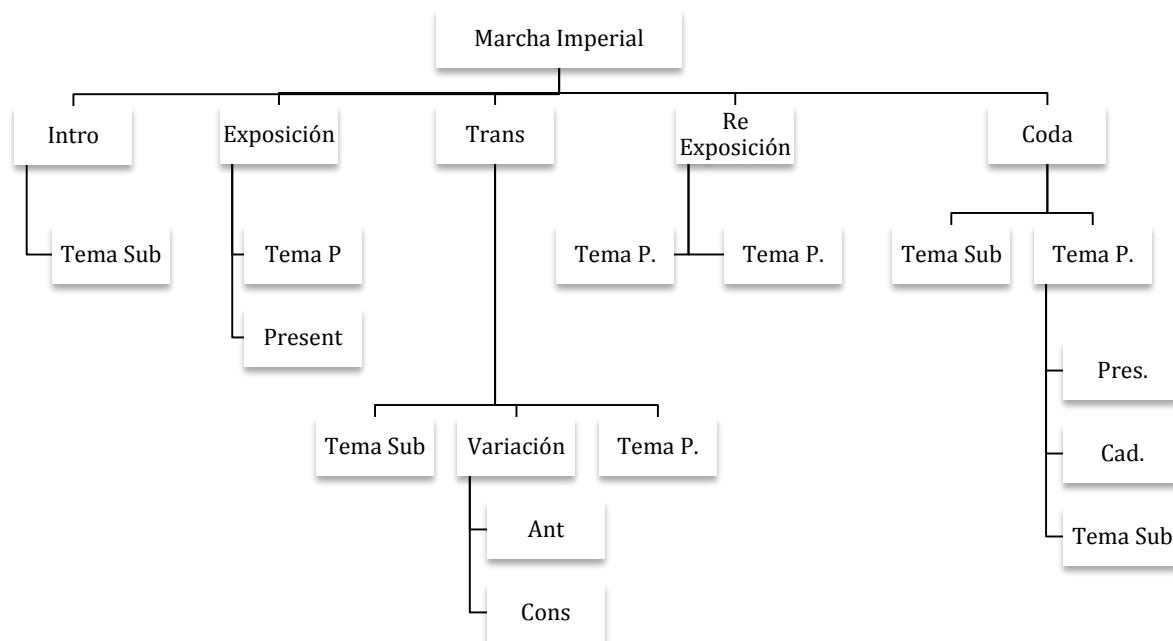 Marcha Imperial
Intro
Exposición
Trans
Re
Exposición
Coda
Tema Sub
Tema P
Present
Tema P.
Tema P.
Tema Sub
Tema P.
Tema Sub
Variación
Tema P.
Ant
Cons
Pres.
Cad.
Tema Sub